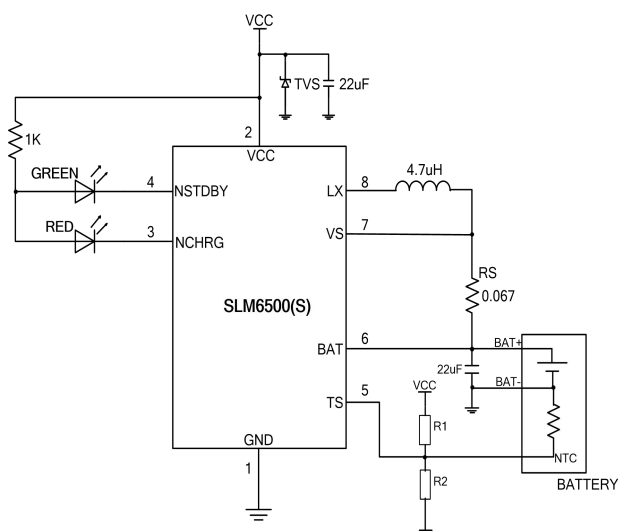 VCC
TVS
22uF
1K
2
VCC
GREEN
4
NSTDBY
LX
8
4.7uH
RED
3
NCHRG
VS
7
RS
0.067
SLM6500(S)
BAT
6
BAT+
22uF
BAT-
VCC
TS
5
R1
GND
NTC
1
R2
BATTERY